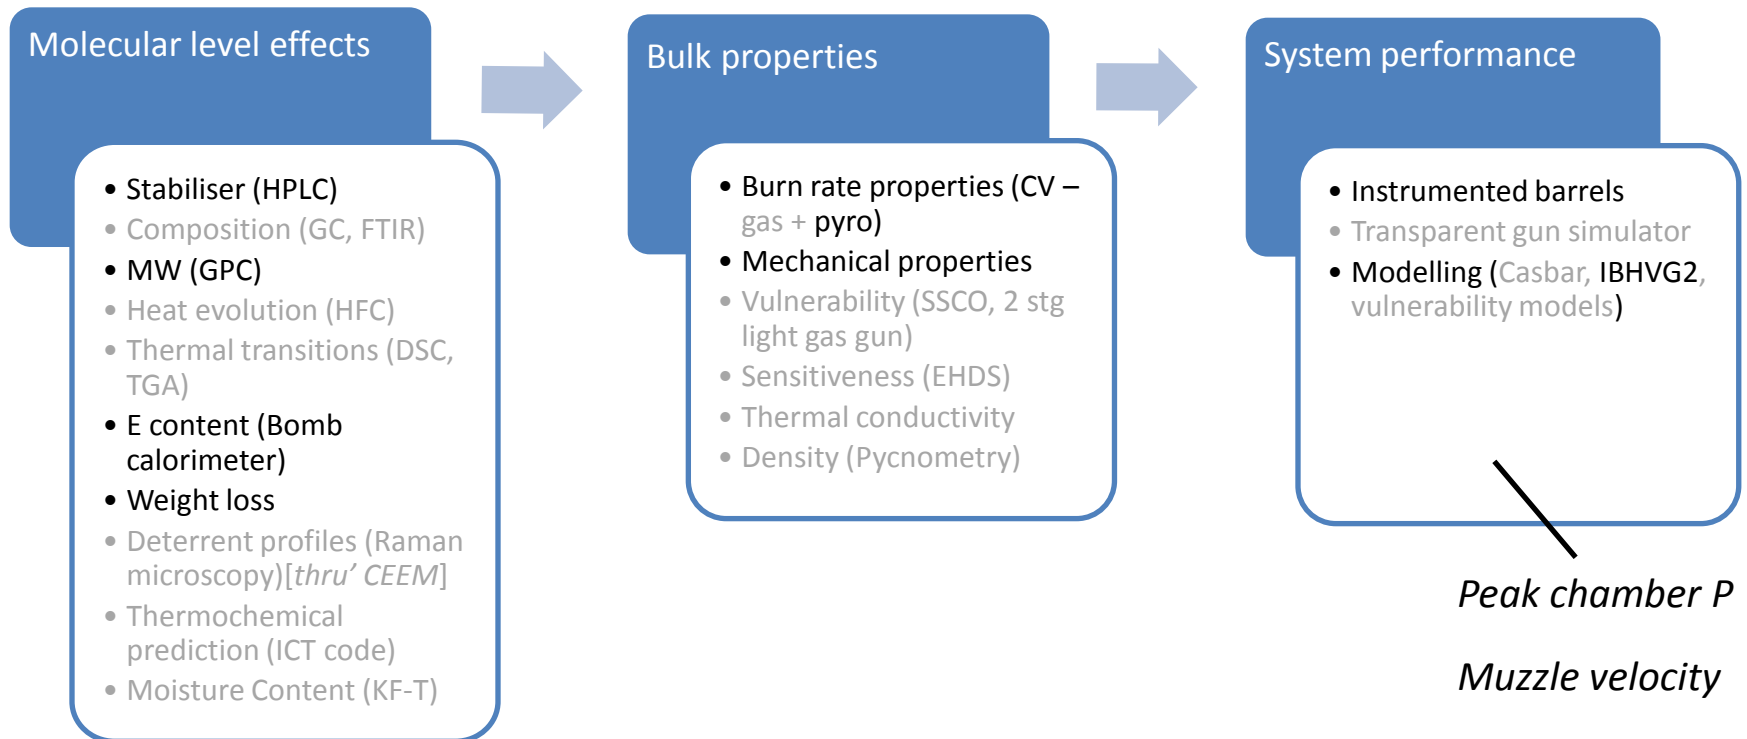 Molecular level effects
• Stabiliser (HPLC)
• Composition (GC, FTIR)
• MW (GPC)
• Heat evolution (HFC)
• Thermal transitions (DSC,
TGA)
• E content (Bomb
calorimeter)
• Weight loss
• Deterrent profiles (Raman
microscopy)[thru’ CEEM]
• Thermochemical
prediction (ICT code)
• Moisture Content (KF-T)
Bulk properties
• Burn rate properties (CV –
gas + pyro)
• Mechanical properties
• Vulnerability (SSCO, 2 stg
light gas gun)
• Sensitiveness (EHDS)
• Thermal conductivity
• Density (Pycnometry)
System performance
• Instrumented barrels
• Transparent gun simulator
• Modelling (Casbar, IBHVG2,
vulnerability models)
Peak chamber P
Muzzle velocity